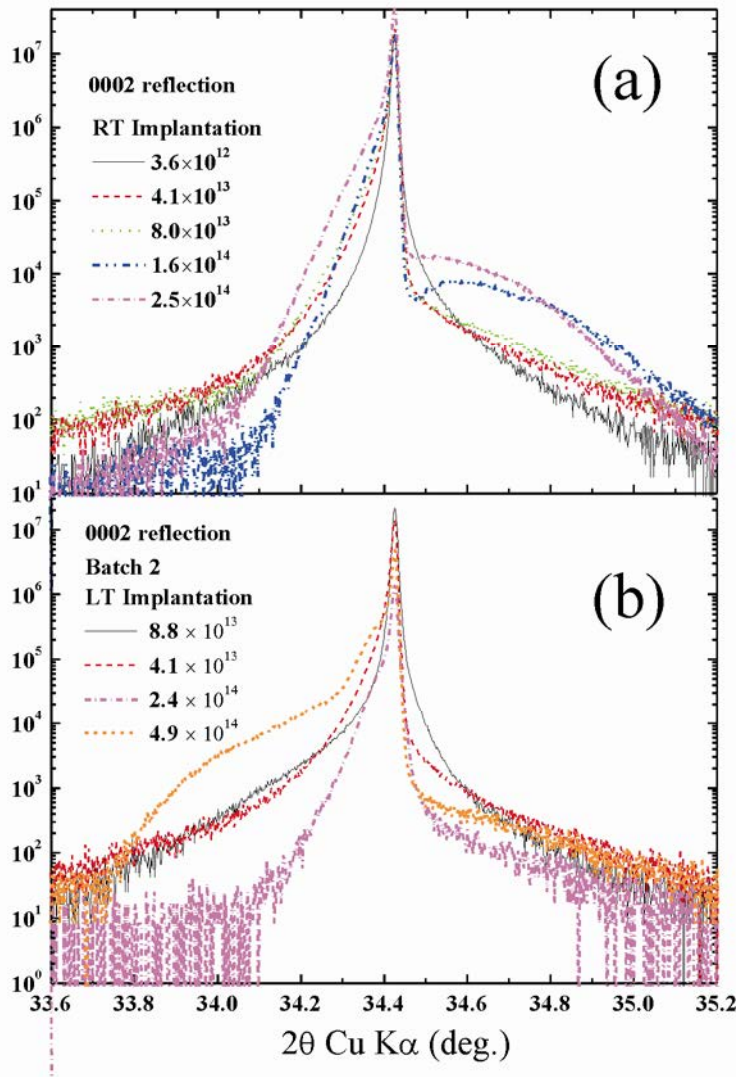 10⁷
10⁶
10⁵
10⁴
10³
10²
10¹
(a)
0002 reflection
RT Implantation
3.6×10¹²
4.1×10¹³
8.0×10¹³
1.6×10¹⁴
2.5×10¹⁴
10⁷
10⁶
10⁵
10⁴
10³
10²
10¹
10⁰
(b)
0002 reflection
Batch 2
LT Implantation
8.8 × 10¹³
4.1 × 10¹³
2.4 × 10¹⁴
4.9 × 10¹⁴
33.6 33.8 34.0 34.2 34.4 34.6 34.8 35.0 35.2
2θ Cu Kα (deg.)